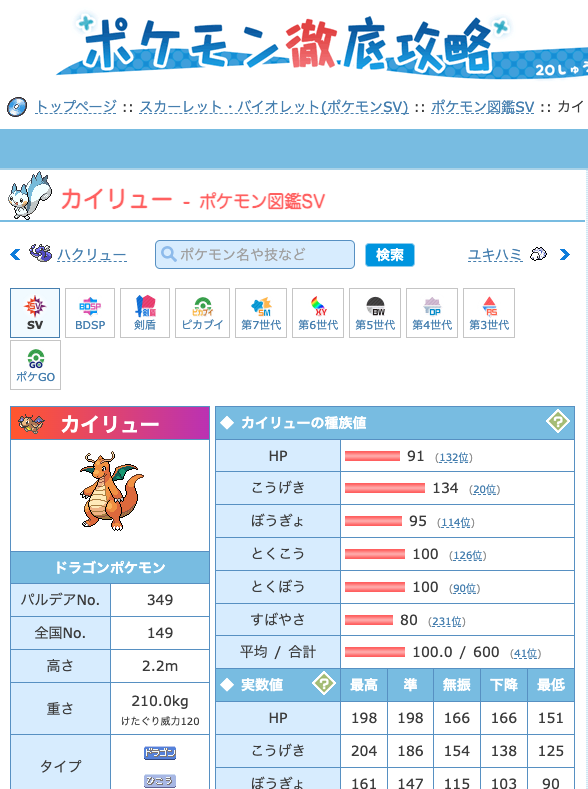 ポケモン徹底攻略
トップページ :: スカーレット・バイオレット(ポケモンSV) :: ポケモン図鑑SV :: カイ
カイリュー - ポケモン図鑑SV
ハクリュー ポケモン名や技など 検索 ユキハミ
SV BDSP 剣盾 ピカブイ 第7世代 第6世代 第5世代 第4世代 第3世代
ポケGO
カイリュー
ドラゴンポケモン
パルデアNo. 349
全国No. 149
高さ 2.2m
重さ 210.0kg
けたぐり威力120
タイプ ドラゴン
ひこう
◆ カイリューの種族値 ?
HP 91 (132位)
こうげき 134 (20位)
ぼうぎょ 95 (114位)
とくこう 100 (126位)
とくぼう 100 (90位)
すばやさ 80 (231位)
平均 / 合計 100.0 / 600 (41位)
◆ 実数値 ? 最高 準 無振 下降 最低
HP 198 198 166 166 151
こうげき 204 186 154 138 125
ぼうぎょ 161 147 115 103 90